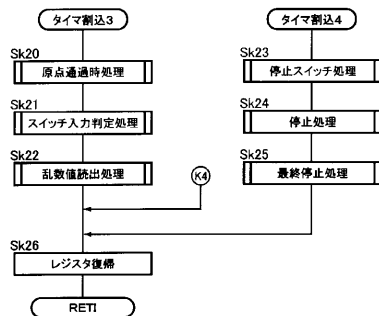 タイマ割込3
Sk20
原点通過時処理
Sk21
スイッチ入力判定処理
Sk22
乱数値読出処理
K4
タイマ割込4
Sk23
停止スイッチ処理
Sk24
停止処理
Sk25
最終停止処理
Sk26
レジスタ復帰
RETI